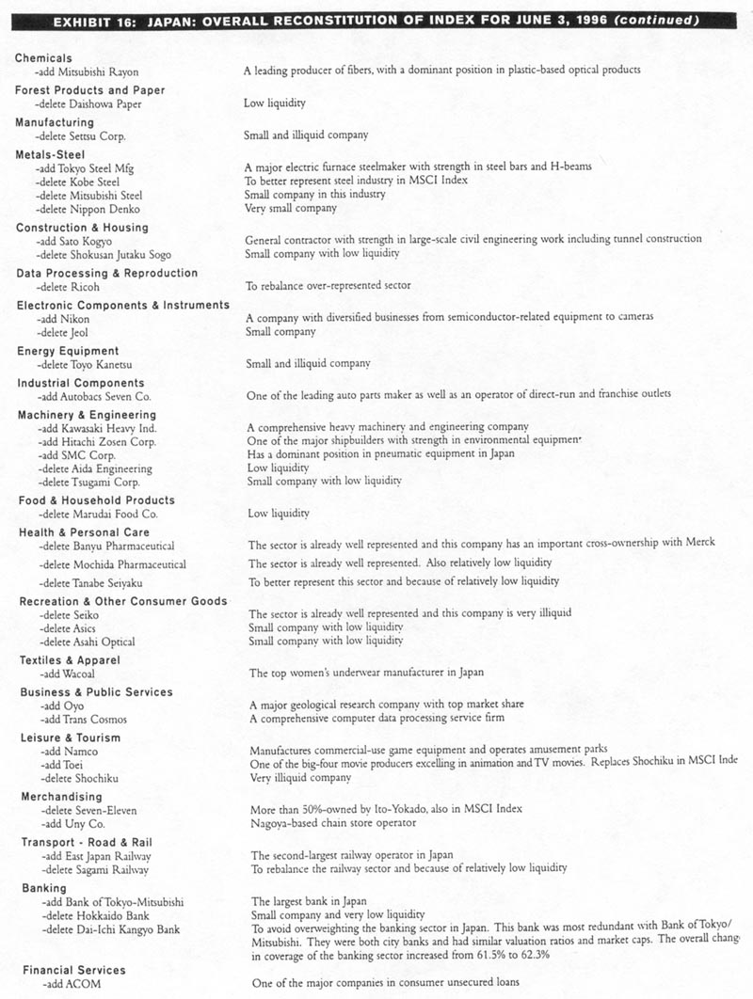 EXHIBIT 16: JAPAN: OVERALL RECONSTITUTION OF INDEX FOR JUNE 3, 1996 (continued)
Chemicals
-add Mitsubishi Rayon A leading producer of fibers, with a dominant position in plastic-based optical products
Forest Products and Paper
-delete Daishowa Paper Low liquidity
Manufacturing
-delete Settsu Corp. Small and illiquid company
Metals-Steel
-add Tokyo Steel Mfg A major electric furnace steelmaker with strength in steel bars and H-beams
-delete Kobe Steel To better represent steel industry in MSCI Index
-delete Mitsubishi Steel Small company in this industry
-delete Nippon Denko Very small company
Construction & Housing
-add Sato Kogyo General contractor with strength in large-scale civil engineering work including tunnel construction
-delete Shokusan Jutaku Sogo Small company with low liquidity
Data Processing & Reproduction
-delete Ricoh To rebalance over-represented sector
Electronic Components & Instruments
-add Nikon A company with diversified businesses from semiconductor-related equipment to cameras
-delete Jeol Small company
Energy Equipment
-delete Toyo Kanetsu Small and illiquid company
Industrial Components
-add Autobacs Seven Co. One of the leading auto parts maker as well as an operator of direct-run and franchise outlets
Machinery & Engineering
-add Kawasaki Heavy Ind. A comprehensive heavy machinery and engineering company
-add Hitachi Zosen Corp. One of the major shipbuilders with strength in environmental equipmen
-add SMC Corp. Has a dominant position in pneumatic equipment in Japan
-delete Aida Engineering Low liquidity
-delete Tsugami Corp. Small company with low liquidity
Food & Household Products
-delete Marudai Food Co. Low liquidity
Health & Personal Care
-delete Banyu Pharmaceutical The sector is already well represented and this company has an important cross-ownership with Merck
-delete Mochida Pharmaceutical The sector is already well represented. Also relatively low liquidity
-delete Tanabe Seiyaku To better represent this sector and because of relatively low liquidity
Recreation & Other Consumer Goods
-delete Seiko The sector is already well represented and this company is very illiquid
-delete Asics Small company with low liquidity
-delete Asahi Optical Small company with low liquidity
Textiles & Apparel
-add Wacoal The top women's underwear manufacturer in Japan
Business & Public Services
-add Oyo A major geological research company with top market share
-add Trans Cosmos A comprehensive computer data processing service firm
Leisure & Tourism
-add Namco Manufactures commercial-use game equipment and operates amusement parks
-add Toei One of the big-four movie producers excelling in animation and TV movies. Replaces Shochiku in MSCI Inde
-delete Shochiku Very illiquid company
Merchandising
-delete Seven-Eleven More than 50%-owned by Ito-Yokado, also in MSCI Index
-add Uny Co. Nagoya-based chain store operator
Transport - Road & Rail
-add East Japan Railway The second-largest railway operator in Japan
-delete Sagami Railway To rebalance the railway sector and because of relatively low liquidity
Banking
-add Bank of Tokyo-Mitsubishi The largest bank in Japan
-delete Hokkaido Bank Small company and very low liquidity
-delete Dai-Ichi Kangyo Bank To avoid overweighting the banking sector in Japan. This bank was most redundant with Bank of Tokyo/
Mitsubishi. They were both city banks and had similar valuation ratios and market caps. The overall chang
in coverage of the banking sector increased from 61.5% to 62.3%
Financial Services
-add ACOM One of the major companies in consumer unsecured loans